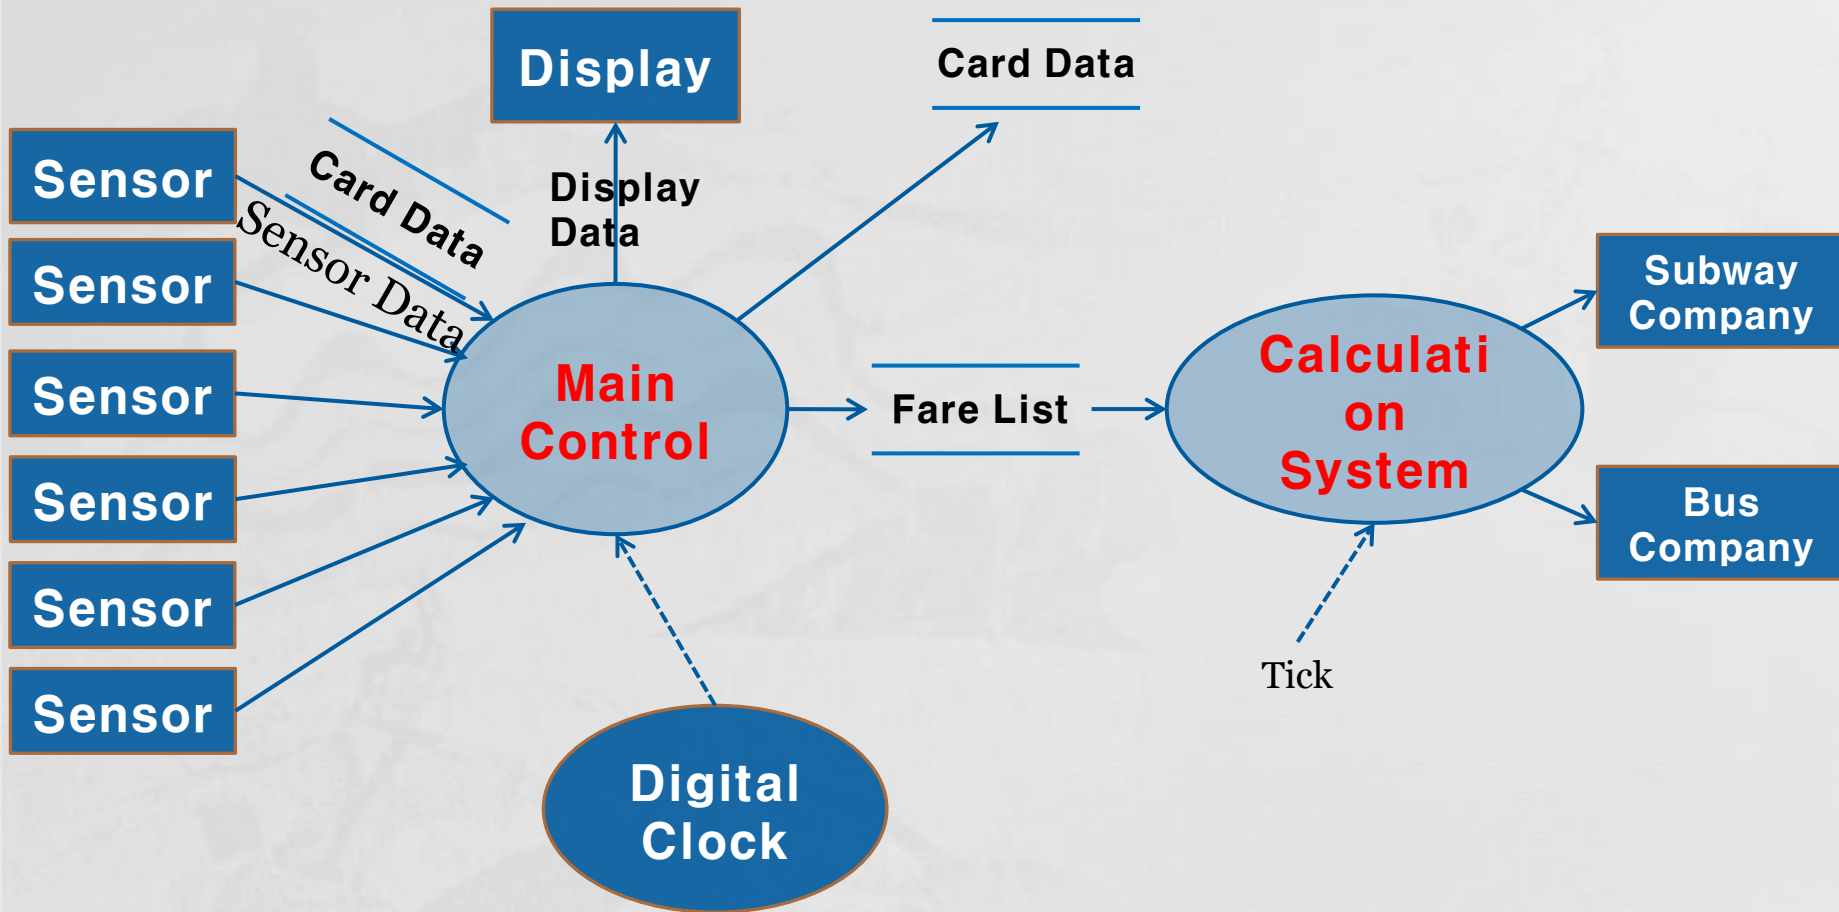 Display
Card Data
Sensor
Card Data
Display
Data
Sensor Data
Sensor
Sensor
Sensor
Sensor
Sensor
Main
Control
Fare List
Calculati
on
System
Subway
Company
Bus
Company
Tick
Digital
Clock